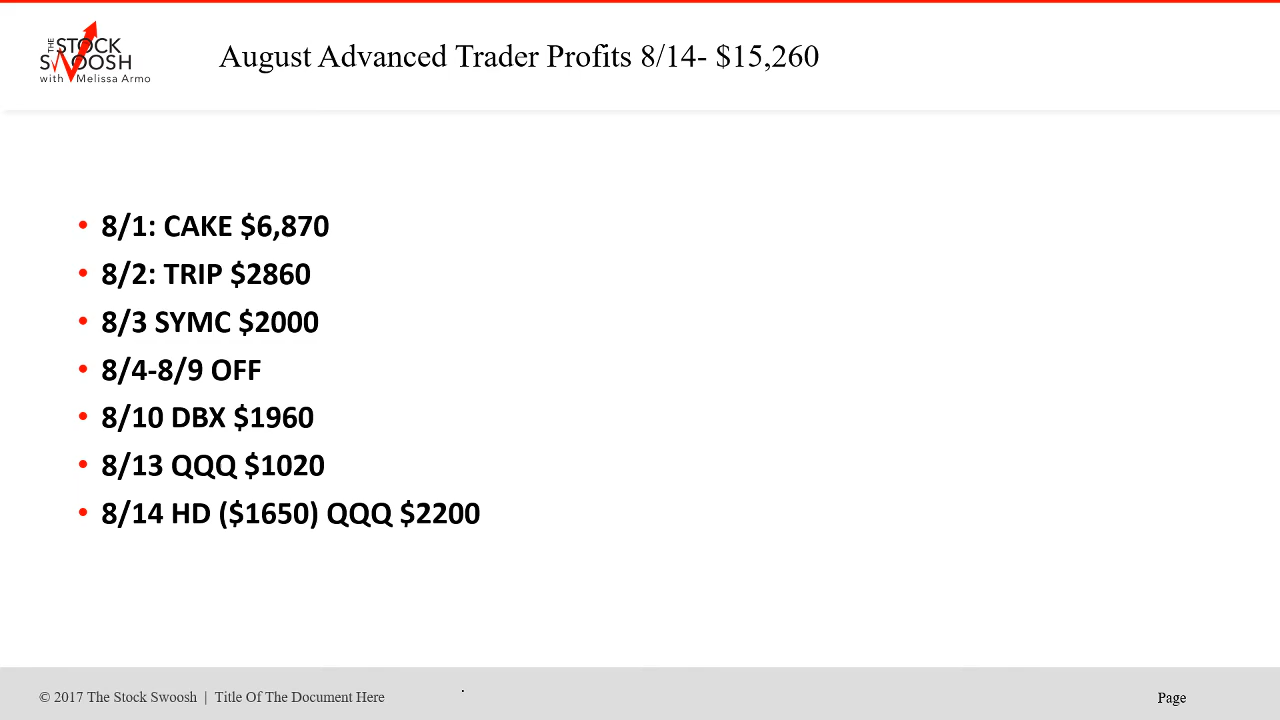 THE STOCK
SWOOSH
with Melissa Armo
August Advanced Trader Profits 8/14- $15,260
• 8/1: CAKE $6,870
• 8/2: TRIP $2860
• 8/3 SYMC $2000
• 8/4-8/9 OFF
• 8/10 DBX $1960
• 8/13 QQQ $1020
• 8/14 HD ($1650) QQQ $2200
© 2017 The Stock Swoosh | Title Of The Document Here
.
Page